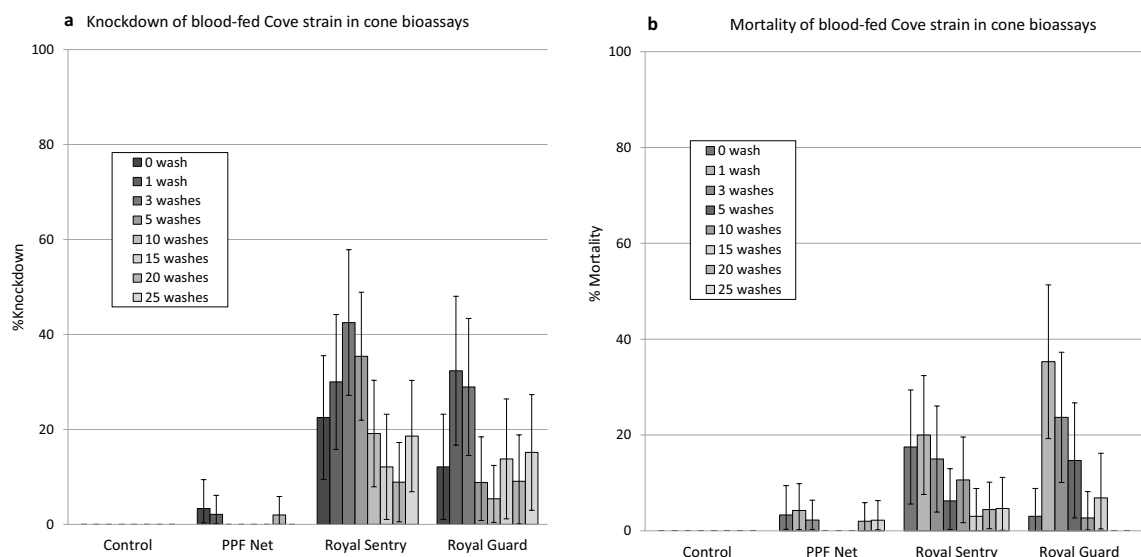 a Knockdown of blood-fed Cove strain in cone bioassays
100
80
60
40
20
0
%Knockdown
0 wash
1 wash
3 washes
5 washes
10 washes
15 washes
20 washes
25 washes
Control
PPF Net
Royal Sentry
Royal Guard
b Mortality of blood-fed Cove strain in cone bioassays
100
80
60
40
20
0
% Mortality
0 wash
1 wash
3 washes
5 washes
10 washes
15 washes
20 washes
25 washes
Control
PPF Net
Royal Sentry
Royal Guard